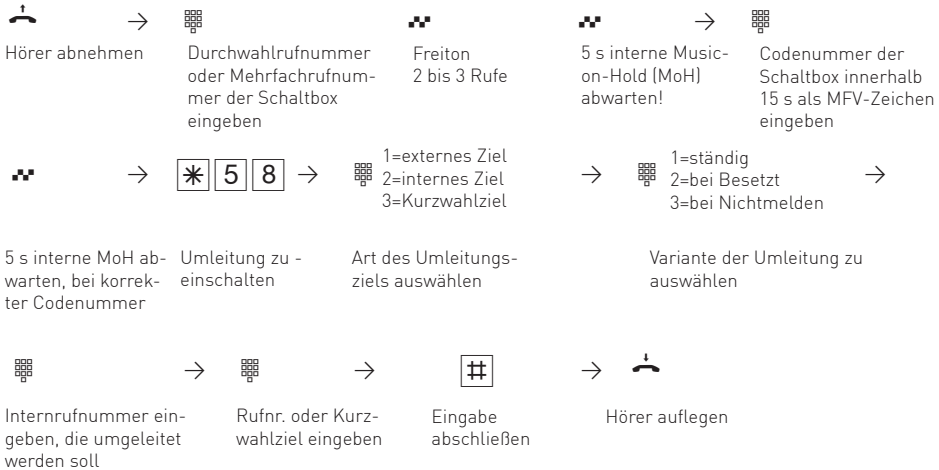 Hörer abnehmen
Durchwahlrufnummer
oder Mehrfachrufnum-
mer der Schaltbox
eingeben
Freiton
2 bis 3 Rufe
5 s interne Music-
on-Hold (MoH)
abwarten!
Codenummer der
Schaltbox innerhalb
15 s als MFV-Zeichen
eingeben
* 5 8
1=externes Ziel
2=internes Ziel
3=Kurzwahlziel
1=ständig
2=bei Besetzt
3=bei Nichtmelden
5 s interne MoH ab-
warten, bei korrek-
ter Codenummer
Umleitung zu -
einschalten
Art des Umleitungs-
ziels auswählen
Variante der Umleitung zu
auswählen
#
Internrufnummer ein-
geben, die umgeleitet
werden soll
Rufnr. oder Kurz-
wahlziel eingeben
Eingabe
abschließen
Hörer auflegen